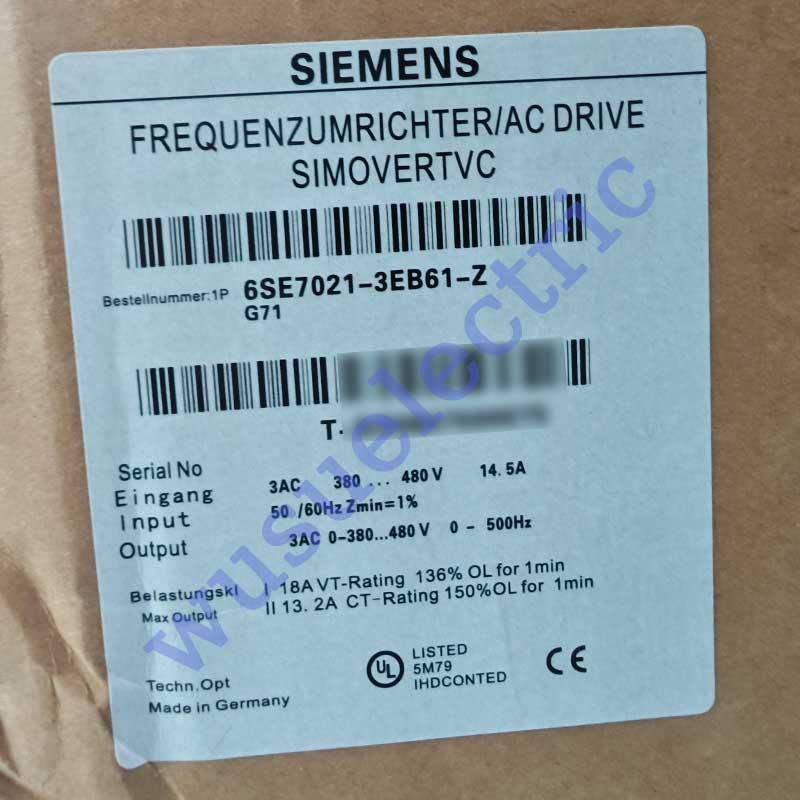 SIEMENS
FREQUENZUMRICHTER/AC DRIVE
SIMOVERTVC
Bestellnummer:1P 6SE7021-3EB61-Z
G71
T-
Serial No
Eingang 3AC 380 ... 480 V 14.5A
Input 50 /60Hz Zmin=1%
Output 3AC 0-380...480 V 0 - 500Hz
Belastungskl I 18A VT-Rating 136% OL for 1min
Max Output II 13. 2A CT-Rating 150%OL for 1min
UL LISTED
5M79
IHDCONTED
CE
Techn.Opt
Made in Germany
wusuelectric